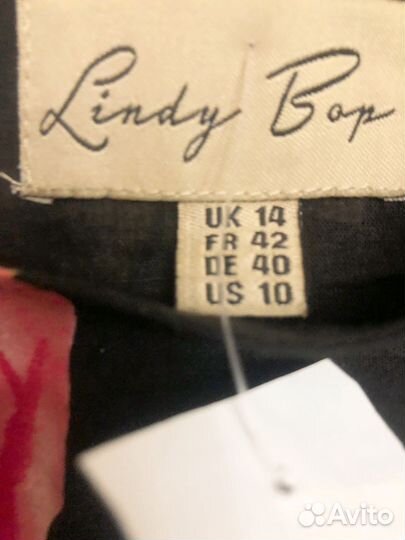 Lindy Bop
UK 14
FR 42
DE 40
US 10
Avito